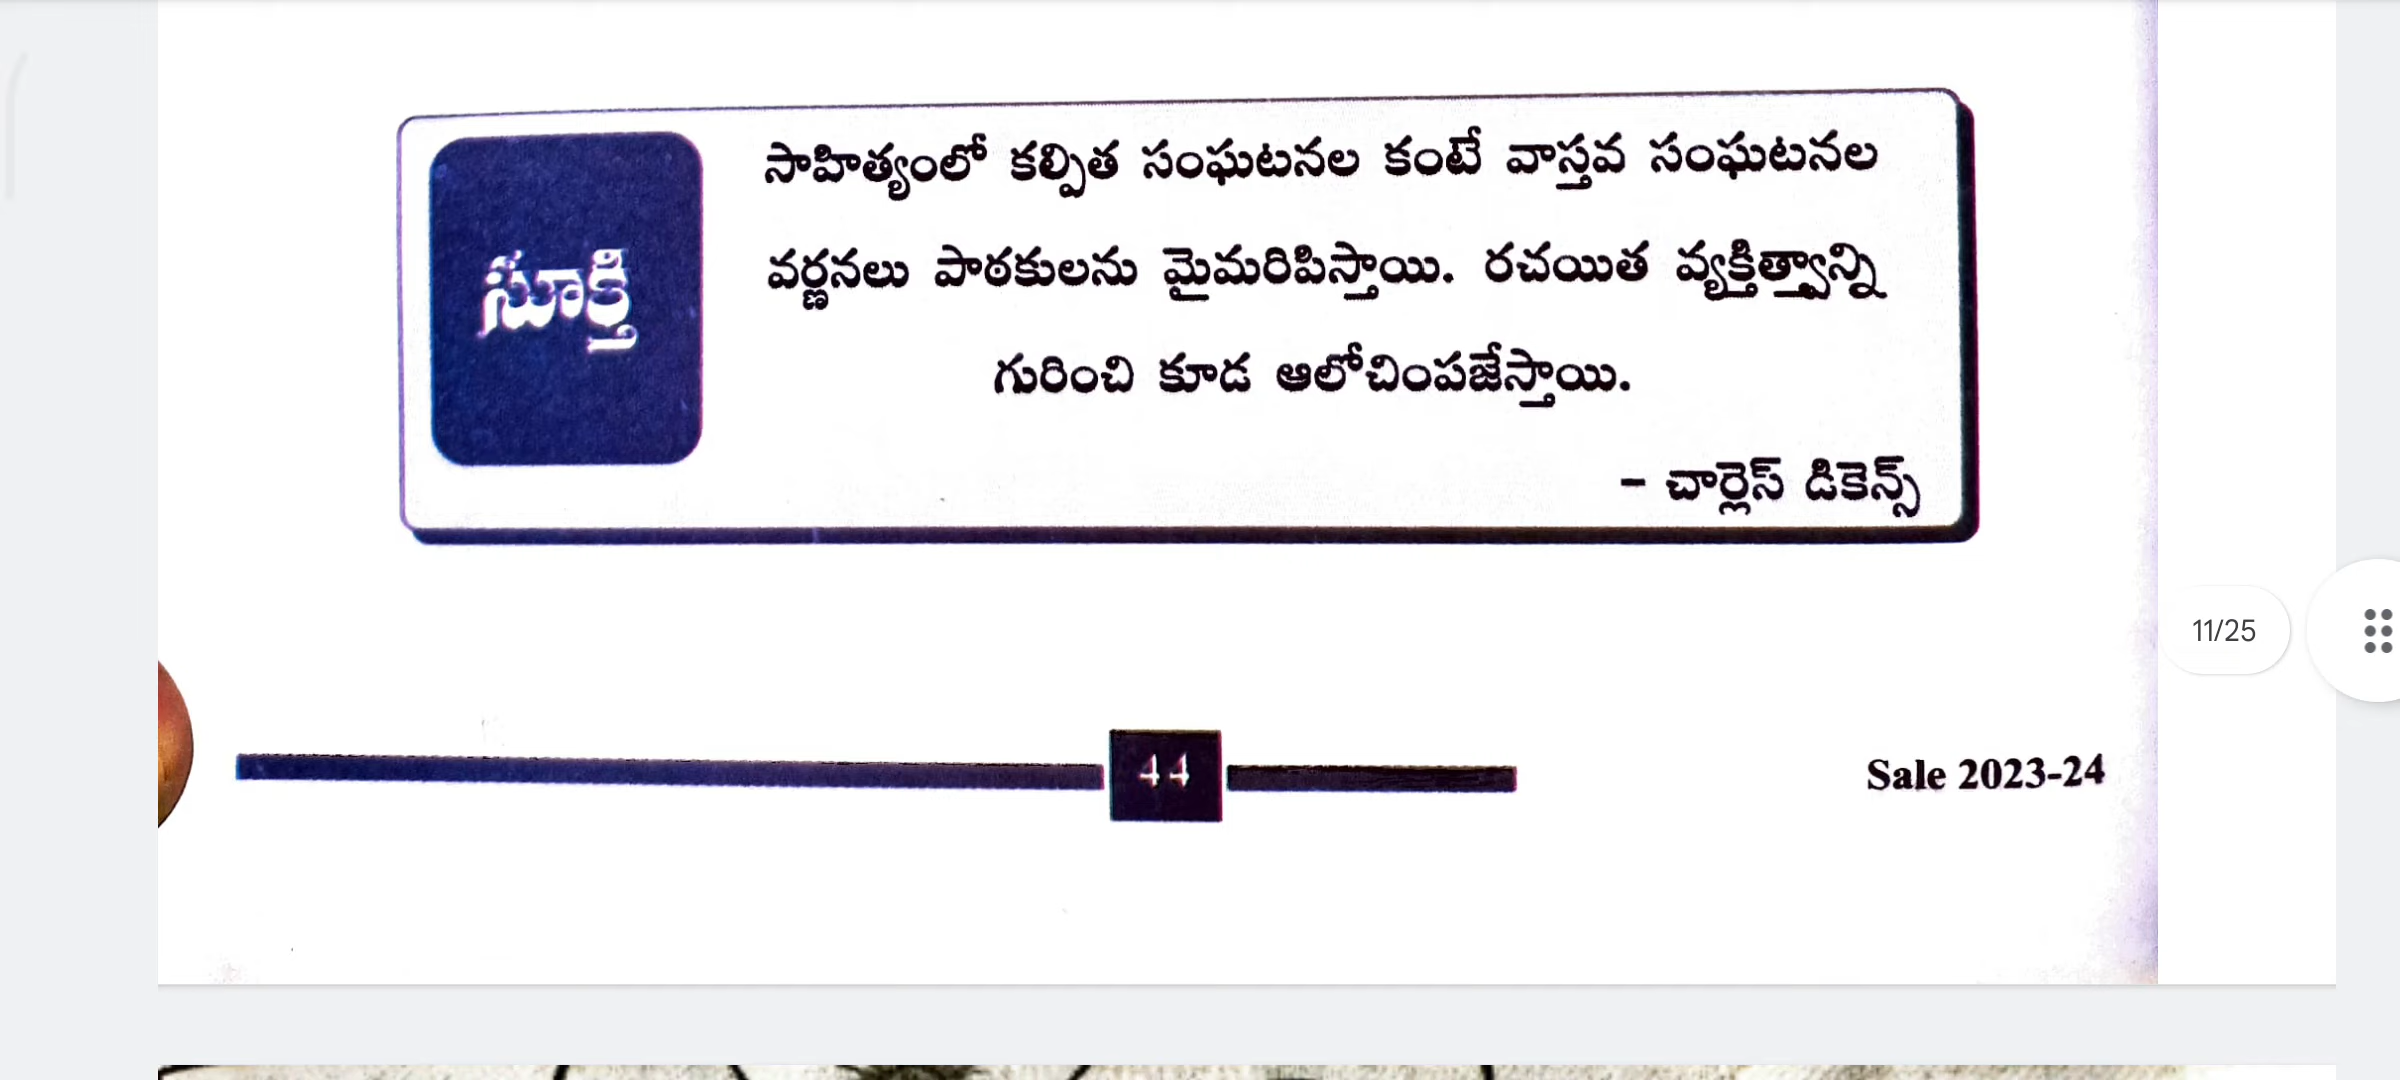 సూక్తి
సాహిత్యంలో కల్పిత సంఘటనల కంటే వాస్తవ సంఘటనల
వర్ణనలు పాఠకులను మైమరిపిస్తాయి. రచయిత వ్యక్తిత్వాన్ని
గురించి కూడ ఆలోచింపజేస్తాయి.
- చార్లెస్ డికెన్స్
11/25
44
Sale 2023-24